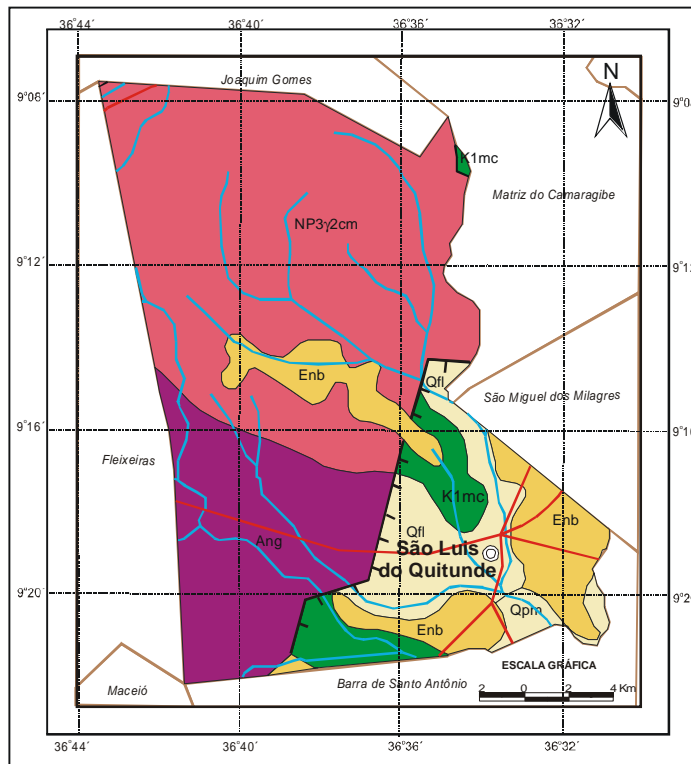 36°44′ 36°40′ 36°36′ 36°32′
Joaquim Gomes
N
9°08′
K1mc
Matriz do Camaragibe
NP3γ2cm
9°12′
Enb
Qfl
São Miguel dos Milagres
9°16′
Fleixeiras
K1mc
Enb
Qfl
Ang
São Luis
do Quitunde
9°20′
Qpm
Enb
ESCALA GRÁFICA
Barra de Santo Antônio
Maceió
2 0 2 4 Km
36°44′ 36°40′ 36°36′ 36°32′